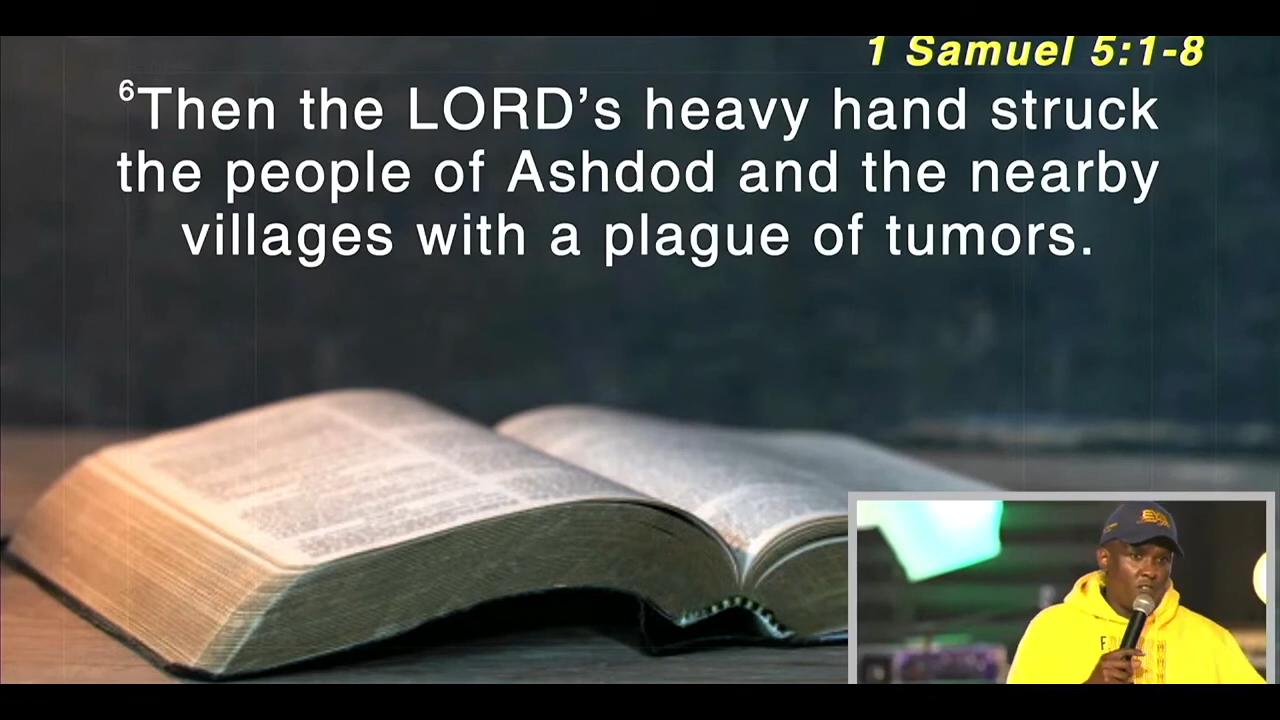 1 Samuel 5:1-8
⁶Then the LORD’s heavy hand struck
the people of Ashdod and the nearby
villages with a plague of tumors.